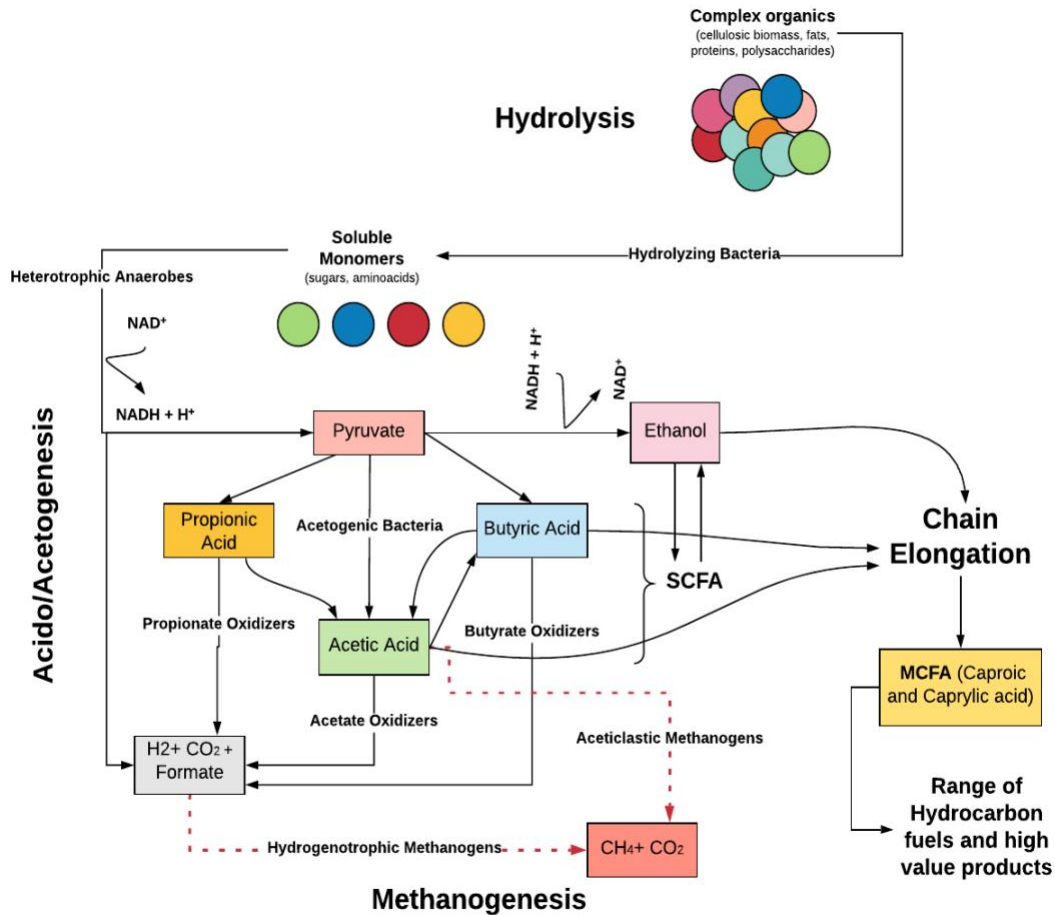 Complex organics
(cellulosic biomass, fats,
proteins, polysaccharides)
Hydrolysis
Soluble
Monomers
(sugars, aminoacids)
Hydrolyzing Bacteria
Heterotrophic Anaerobes
NAD⁺
NADH + H⁺
NADH + H⁺
NAD⁺
Acido/Acetogenesis
Pyruvate
Ethanol
Propionic
Acid
Acetogenic Bacteria
Butyric Acid
Chain
Elongation
SCFA
Propionate Oxidizers
Acetic Acid
Butyrate Oxidizers
MCFA (Caproic
and Caprylic acid)
Acetate Oxidizers
Aceticlastic Methanogens
H2+ CO₂ +
Formate
Range of
Hydrocarbon
fuels and high
value products
Hydrogenotrophic Methanogens
CH₄+ CO₂
Methanogenesis